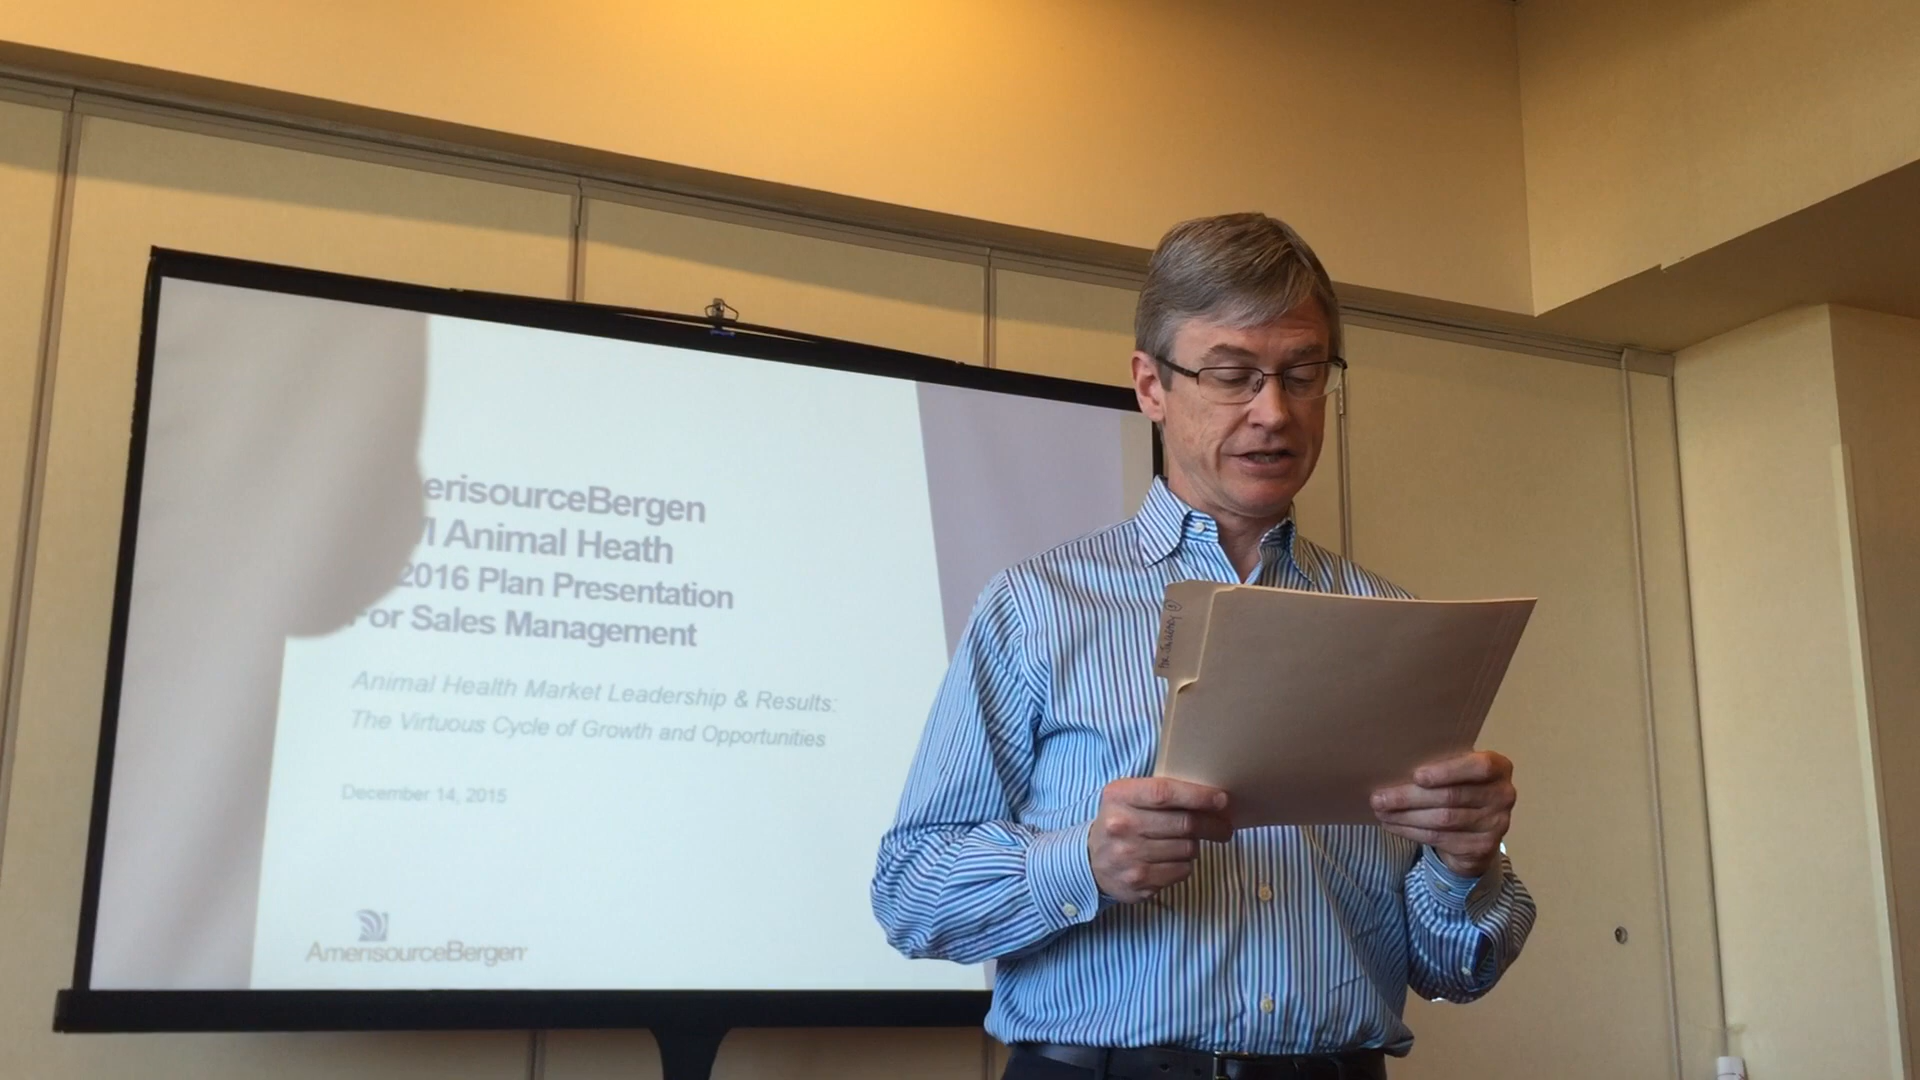 erisourceBergen
I Animal Heath
2016 Plan Presentation
For Sales Management
Animal Health Market Leadership & Results:
The Virtuous Cycle of Growth and Opportunities
December 14, 2015
AmerisourceBergen